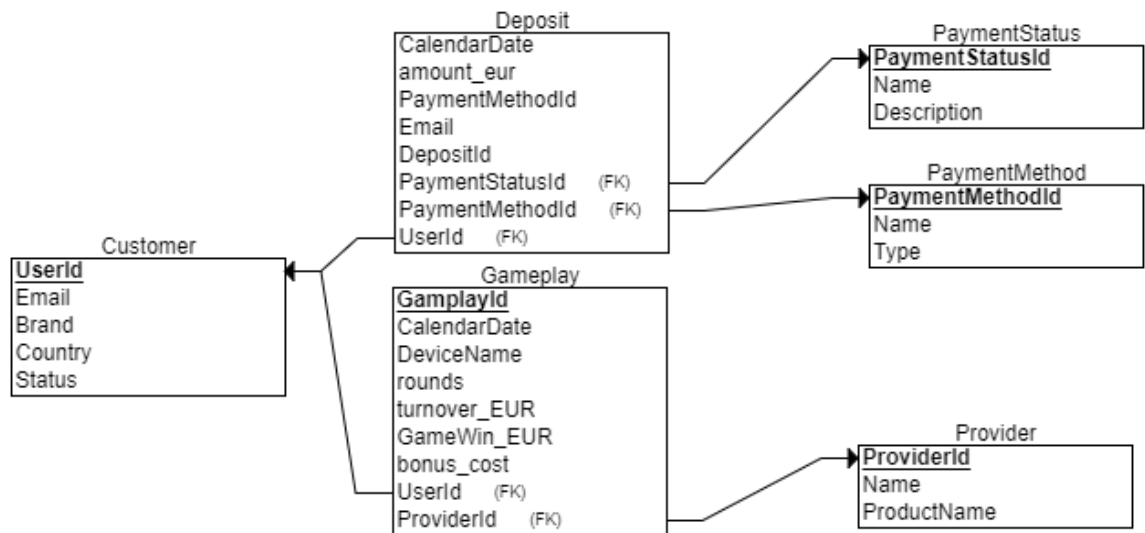 Deposit
CalendarDate
amount_eur
PaymentMethodId
Email
DepositId
PaymentStatusId (FK)
PaymentMethodId (FK)
UserId (FK)
PaymentStatus
PaymentStatusId
Name
Description
PaymentMethod
PaymentMethodId
Name
Type
Customer
UserId
Email
Brand
Country
Status
Gameplay
GamplayId
CalendarDate
DeviceName
rounds
turnover_EUR
GameWin_EUR
bonus_cost
UserId (FK)
ProviderId (FK)
Provider
ProviderId
Name
ProductName